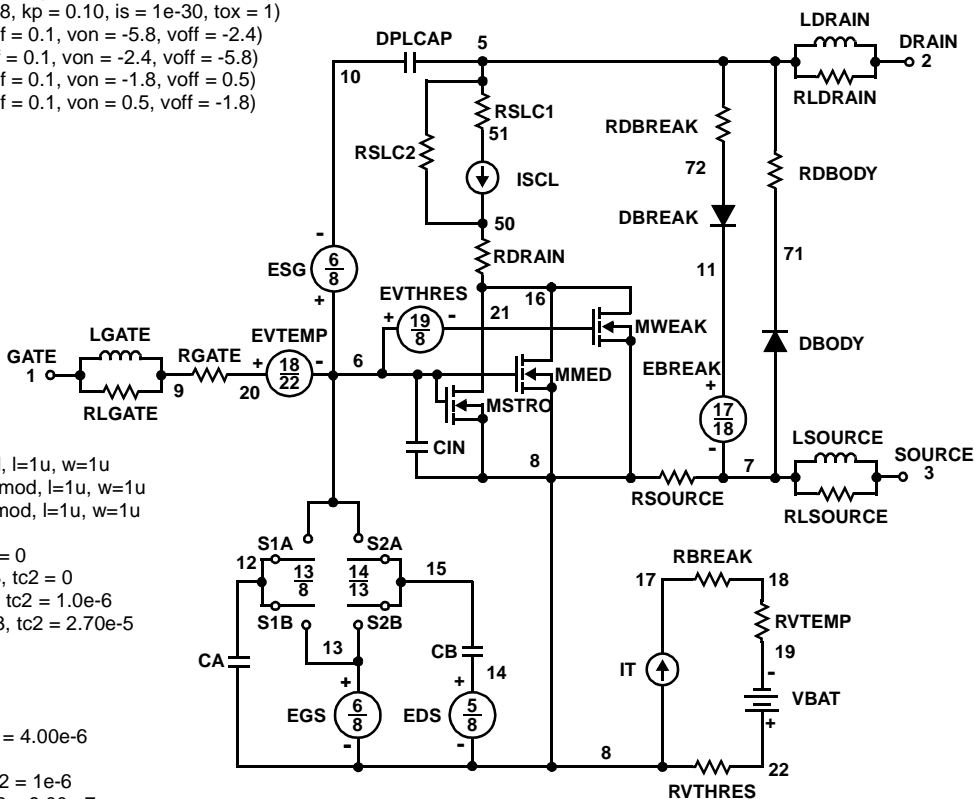 8, kp = 0.10, is = 1e-30, tox = 1)
f = 0.1, von = -5.8, voff = -2.4)
= 0.1, von = -2.4, voff = -5.8)
f = 0.1, von = -1.8, voff = 0.5)
ff = 0.1, von = 0.5, voff = -1.8)
LDRAIN
DRAIN
2
RLDRAIN
DPLCAP
5
10
RSLC1
51
RSLC2
ISCL
50
RDRAIN
RDBREAK
72
DBREAK
11
RDBODY
71
ESG
6
8
-
+
EVTHRES
+
19
8
-
16
21
MWEAK
LGATE
GATE
1
RLGATE
9
RGATE
20
EVTEMP
+
18
22
-
6
MMED
MSTRO
EBREAK
+
17
18
-
DBODY
CIN
8
RSOURCE
7
LSOURCE
SOURCE
3
RLSOURCE
, l=1u, w=1u
mod, l=1u, w=1u
mod, l=1u, w=1u
= 0
, tc2 = 0
tc2 = 1.0e-6
, tc2 = 2.70e-5
= 4.00e-6
2 = 1e-6
S1A
S2A
12
13
8
14
13
15
S1B
S2B
13
CA
CB
14
EGS
+
6
8
-
EDS
+
5
8
-
8
RBREAK
17
18
RVTEMP
19
IT
-
VBAT
+
22
RVTHRES